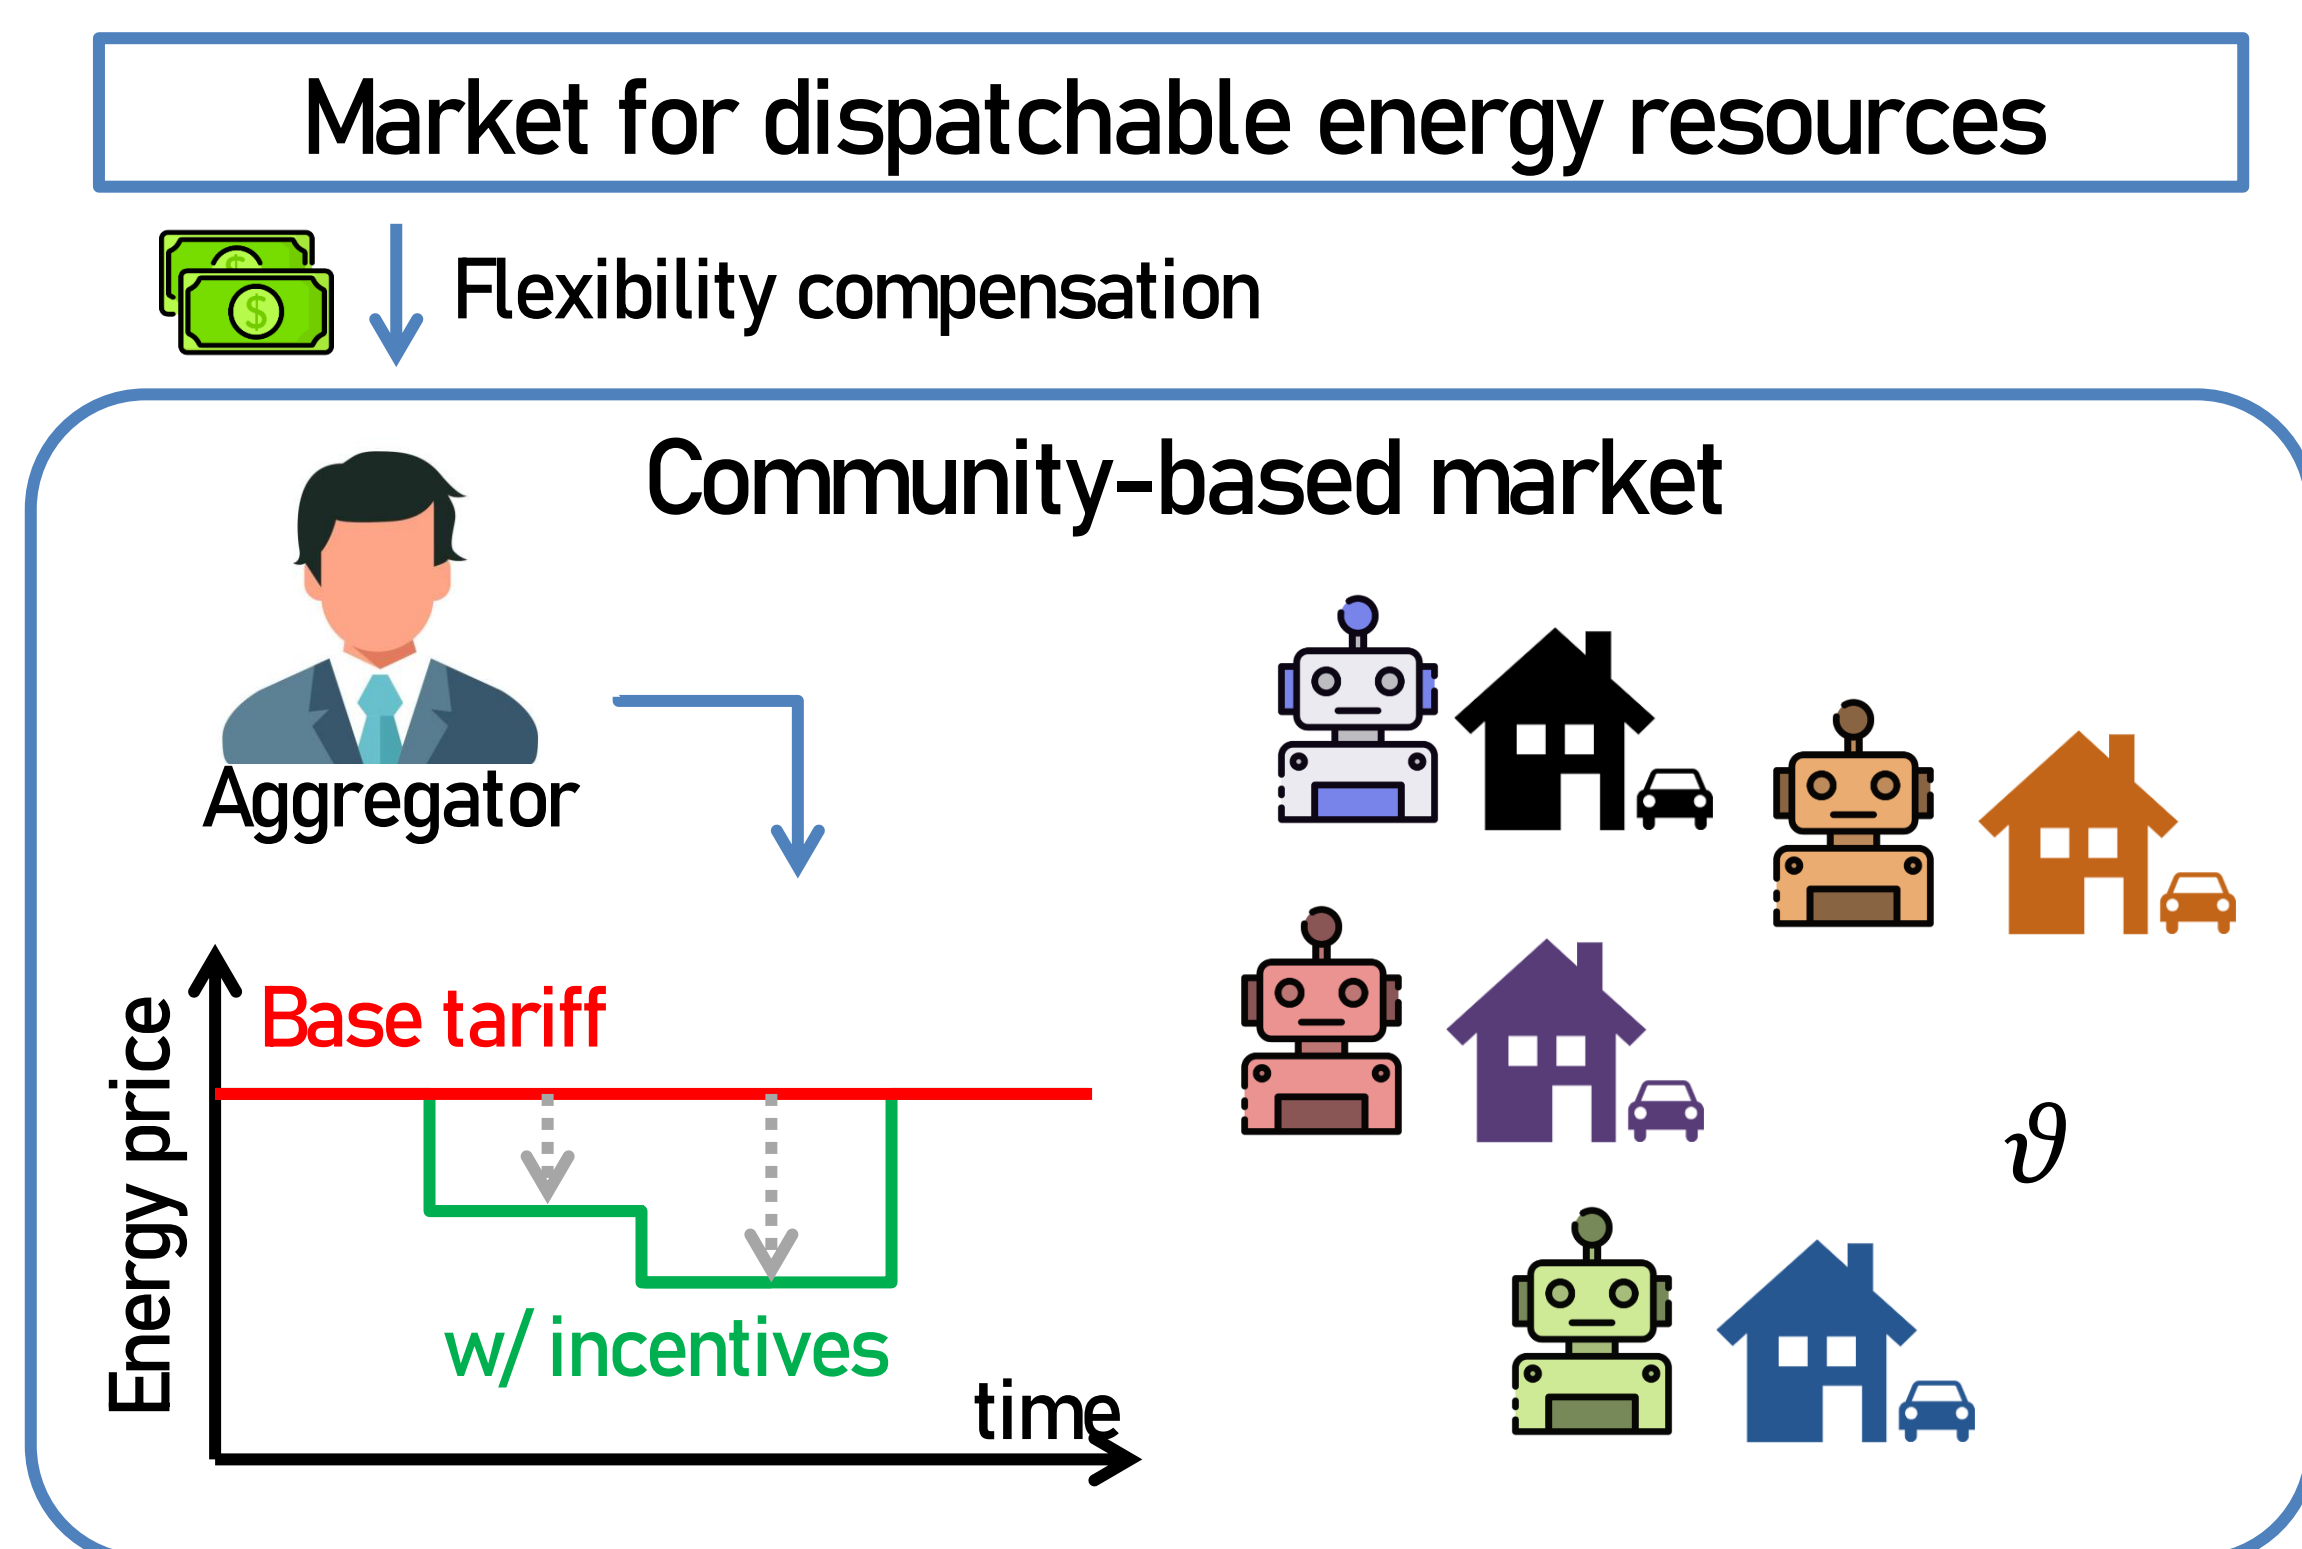 Market for dispatchable energy resources
$
$
Flexibility compensation
Community-based market
Aggregator
Energy price
Base tariff
w/ incentives
time
ϑ